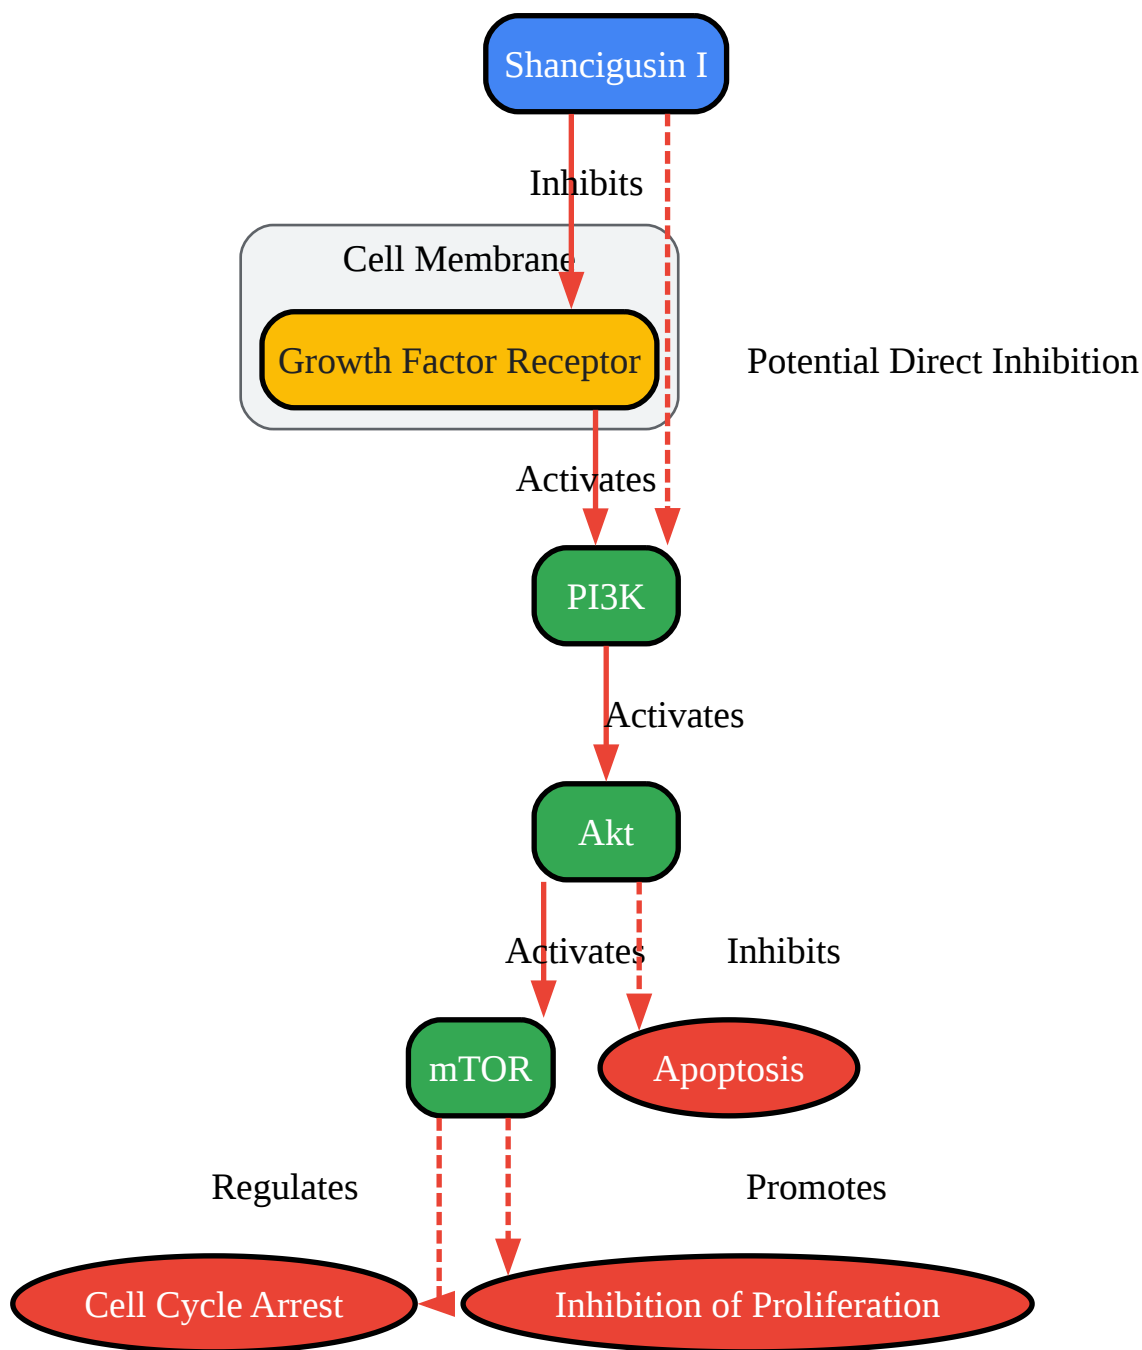 Shancigusin I
Inhibits
Cell Membrane
Growth Factor Receptor
Potential Direct Inhibition
Activates
PI3K
Activates
Akt
Activates
Inhibits
mTOR
Apoptosis
Regulates
Promotes
Cell Cycle Arrest
Inhibition of Proliferation